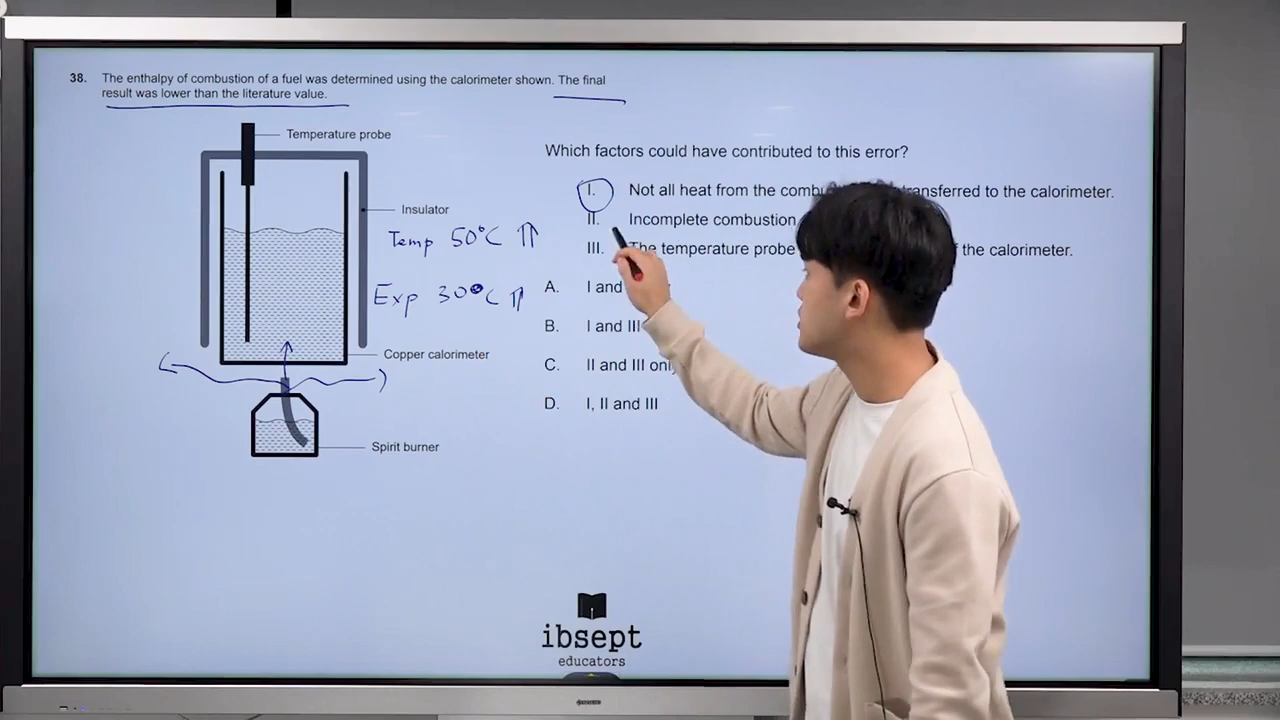 38. The enthalpy of combustion of a fuel was determined using the calorimeter shown. The final
result was lower than the literature value.
Temperature probe
Insulator
Temp 50°C ⇈
Exp 30°C ⇈
Copper calorimeter
Spirit burner
Which factors could have contributed to this error?
I. Not all heat from the transferred to the calorimeter.
II. Incomplete combustion
III. The temperature probe the calorimeter.
A. I and
B. I and III
C. II and III only
D. I, II and III
ibsept
educators